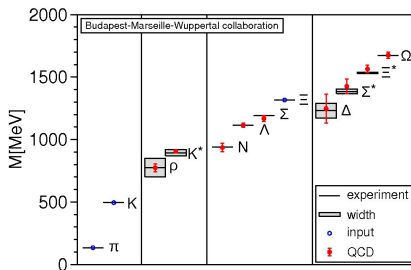 Budapest-Marseille-Wuppertal collaboration
2000
1500
1000
500
0
M[MeV]
π
K
ρ
K*
N
Λ
Σ
Ξ
Δ
Σ*
Ξ*
Ω
experiment
width
input
QCD